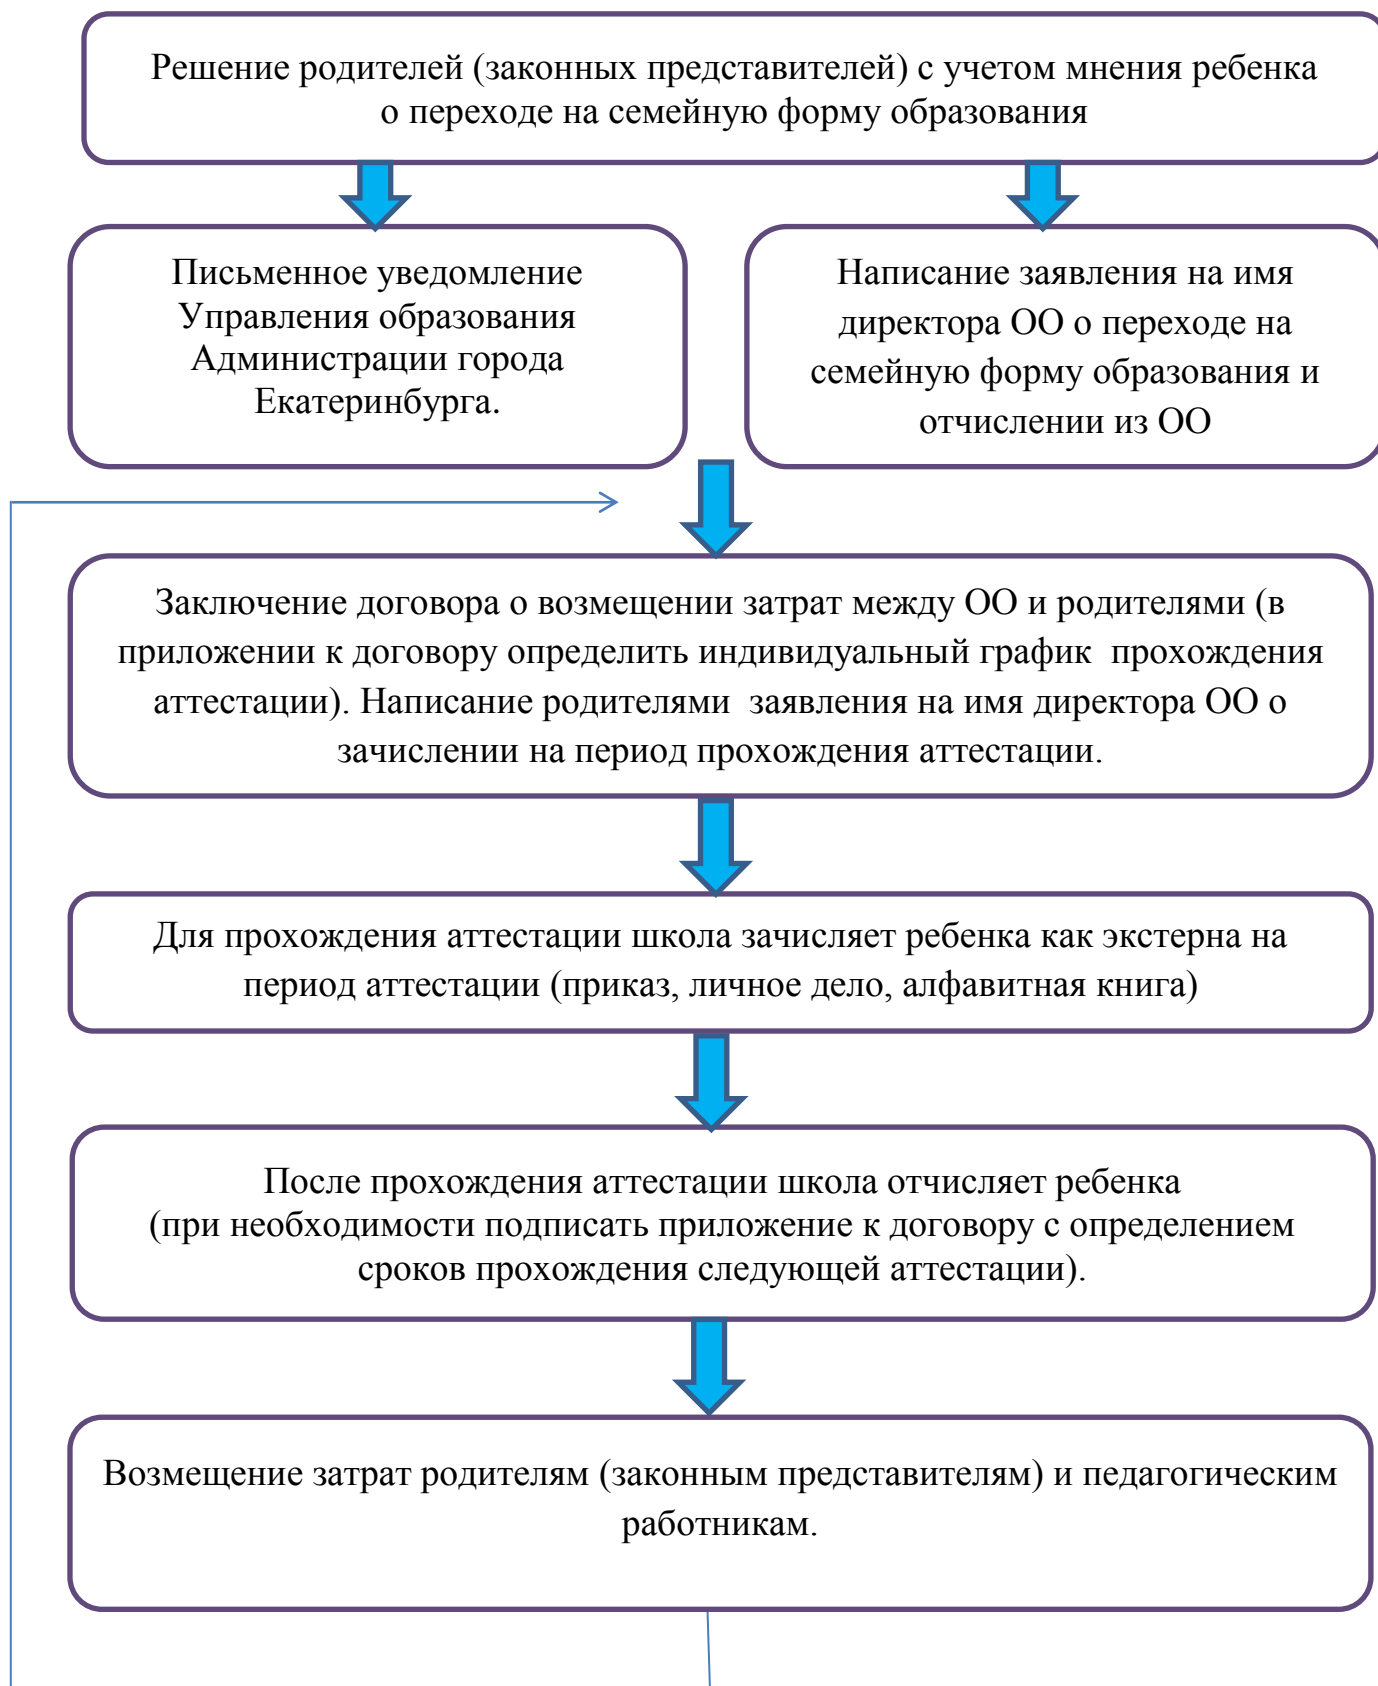 Решение родителей (законных представителей) с учетом мнения ребенка
о переходе на семейную форму образования
Письменное уведомление
Управления образования
Администрации города
Екатеринбурга.
Написание заявления на имя
директора ОО о переходе на
семейную форму образования и
отчислении из ОО
Заключение договора о возмещении затрат между ОО и родителями (в
приложении к договору определить индивидуальный график прохождения
аттестации). Написание родителями заявления на имя директора ОО о
зачислении на период прохождения аттестации.
Для прохождения аттестации школа зачисляет ребенка как экстерна на
период аттестации (приказ, личное дело, алфавитная книга)
После прохождения аттестации школа отчисляет ребенка
(при необходимости подписать приложение к договору с определением
сроков прохождения следующей аттестации).
Возмещение затрат родителям (законным представителям) и педагогическим
работникам.